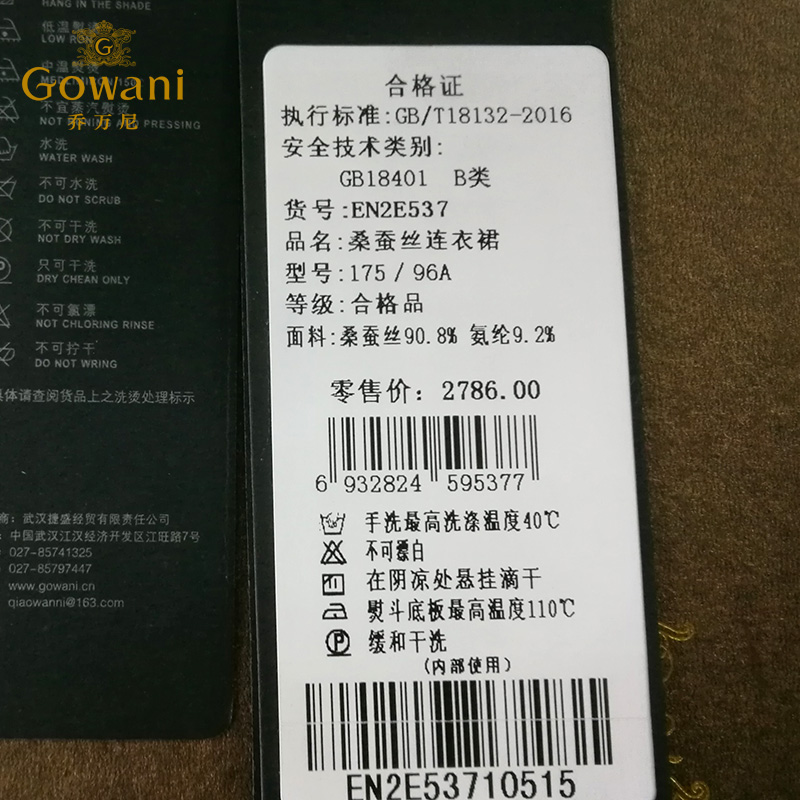 HANG IN THE SHADE
低温熨烫
LOW RON
中温熨烫
G
Gowani
乔万尼
不宜蒸汽熨烫
NOT RINNING AND PRESSING
水洗
WATER WASH
不可水洗
DO NOT SCRUB
不可干洗
NOT DRY WASH
只可干洗
DRY CHEAN ONLY
不可氯漂
NOT CHLORING RINSE
不可拧干
DO NOT WRING
具体请查阅货品上之洗烫处理标示
商：武汉捷盛经贸有限责任公司
：中国武汉江汉经济开发区江旺路7号
：027-85741325
：027-85797447
www.gowani.cn
qiaowanni@163.com
合格证
执行标准:GB/T18132-2016
安全技术类别:
GB18401 B类
货号:EN2E537
品名:桑蚕丝连衣裙
型号:175/96A
等级:合格品
面料:桑蚕丝90.8% 氨纶9.2%
零售价: 2786.00
6 932824 595377
手洗最高洗涤温度40℃
不可漂白
在阴凉处悬挂滴干
熨斗底板最高温度110℃
P 缓和干洗
(内部使用)
EN2E53710515